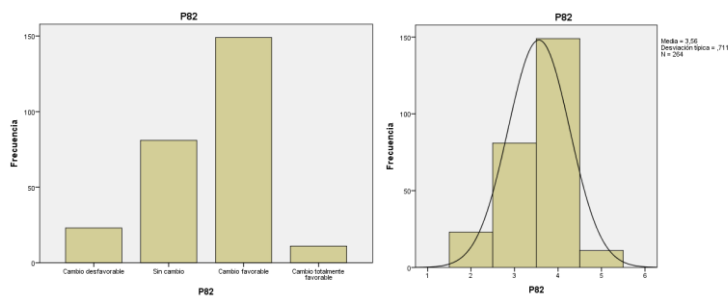 P82
Frecuencia
150
100
50
0
Cambio desfavorable
Sin cambio
Cambio favorable
Cambio totalmente
favorable
P82
P82
Media = 3,56
Desviación típica = ,711
N = 264
Frecuencia
150
100
50
0
1 2 3 4 5 6
P82